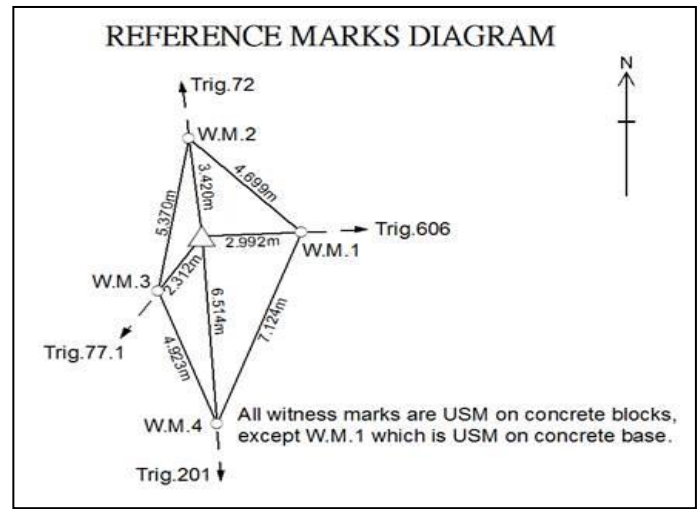 REFERENCE MARKS DIAGRAM
N
Trig.72
W.M.2
3.420m
4.699m
5.370m
Trig.606
2.992m
W.M.1
W.M.3
2.312m
6.514m
7.124m
Trig.77.1
4.923m
W.M.4
All witness marks are USM on concrete blocks,
except W.M.1 which is USM on concrete base.
Trig.201